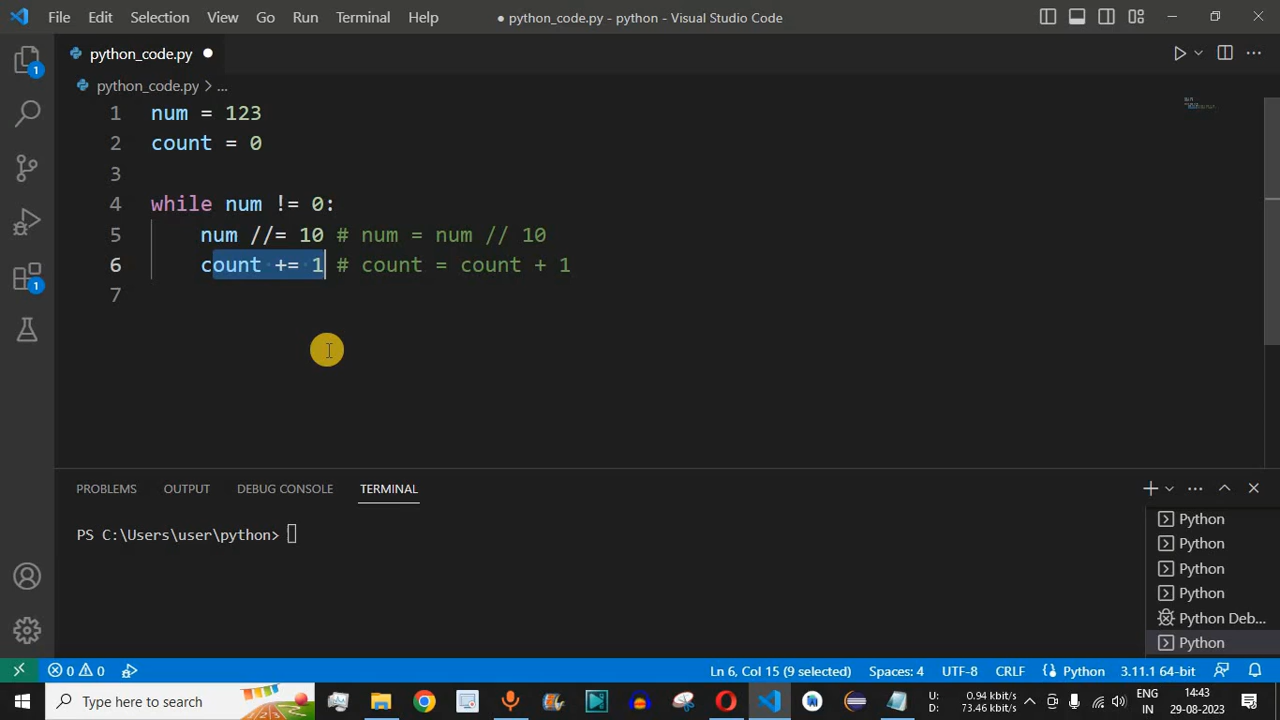 File Edit Selection View Go Run Terminal Help ● python_code.py - python - Visual Studio Code
python_code.py ●
python_code.py > ...
1 num = 123
2 count = 0
3
4 while num != 0:
5 num //= 10 # num = num // 10
6 count += 1 # count = count + 1
7
1
1
PROBLEMS OUTPUT DEBUG CONSOLE TERMINAL
PS C:\Users\user\python>
Python
Python
Python
Python
Python Deb...
Python
0 0 Ln 6, Col 15 (9 selected) Spaces: 4 UTF-8 CRLF Python 3.11.1 64-bit
Type here to search
U: 0.94 kbit/s
D: 73.46 kbit/s
ENG
IN
14:43
29-08-2023